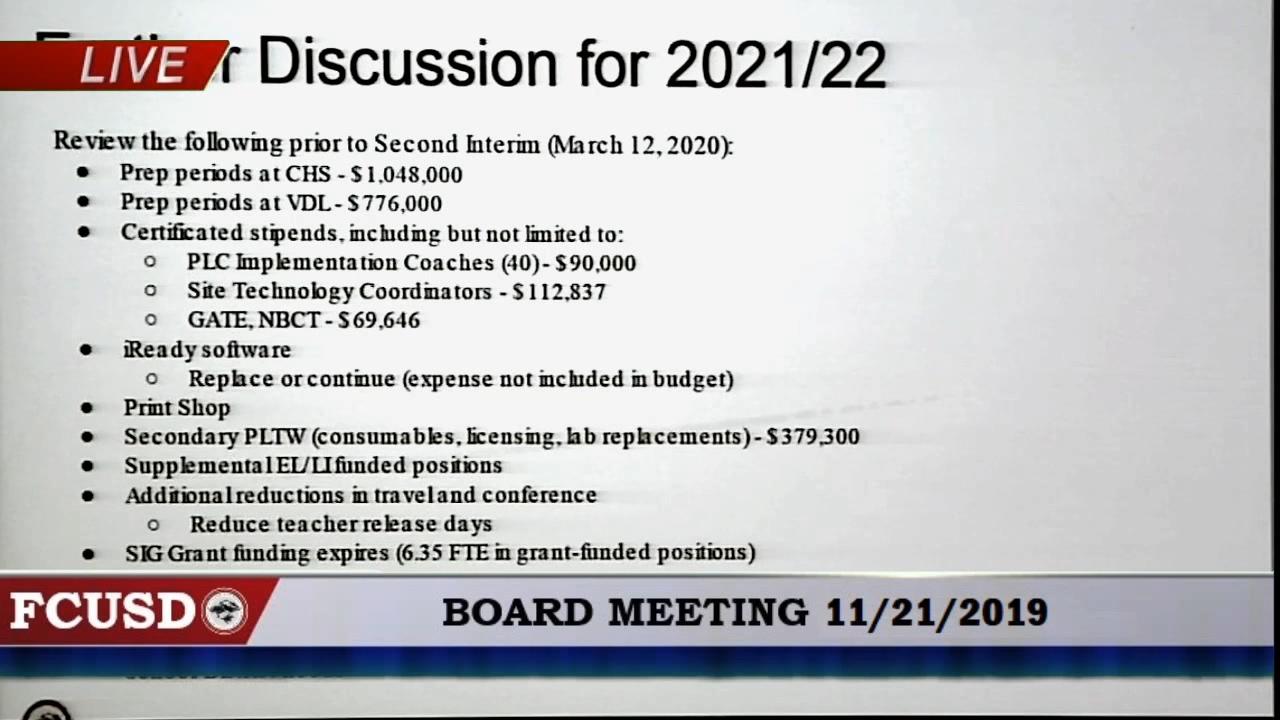 LIVE
Discussion for 2021/22
Review the following prior to Second Interim (March 12, 2020):
● Prep periods at CHS - $1,048,000
● Prep periods at VDL - $776,000
● Certificated stipends, including but not limited to:
○ PLC Implementation Coaches (40) - $90,000
○ Site Technology Coordinators - $112,837
○ GATE, NBCT - $69,646
● iReady software
○ Replace or continue (expense not included in budget)
● Print Shop
● Secondary PLTW (consumables, licensing, lab replacements) - $379,300
● Supplemental EL/LI funded positions
● Additional reductions in travel and conference
○ Reduce teacher release days
● SIG Grant funding expires (6.35 FTE in grant-funded positions)
FCUSD
BOARD MEETING 11/21/2019